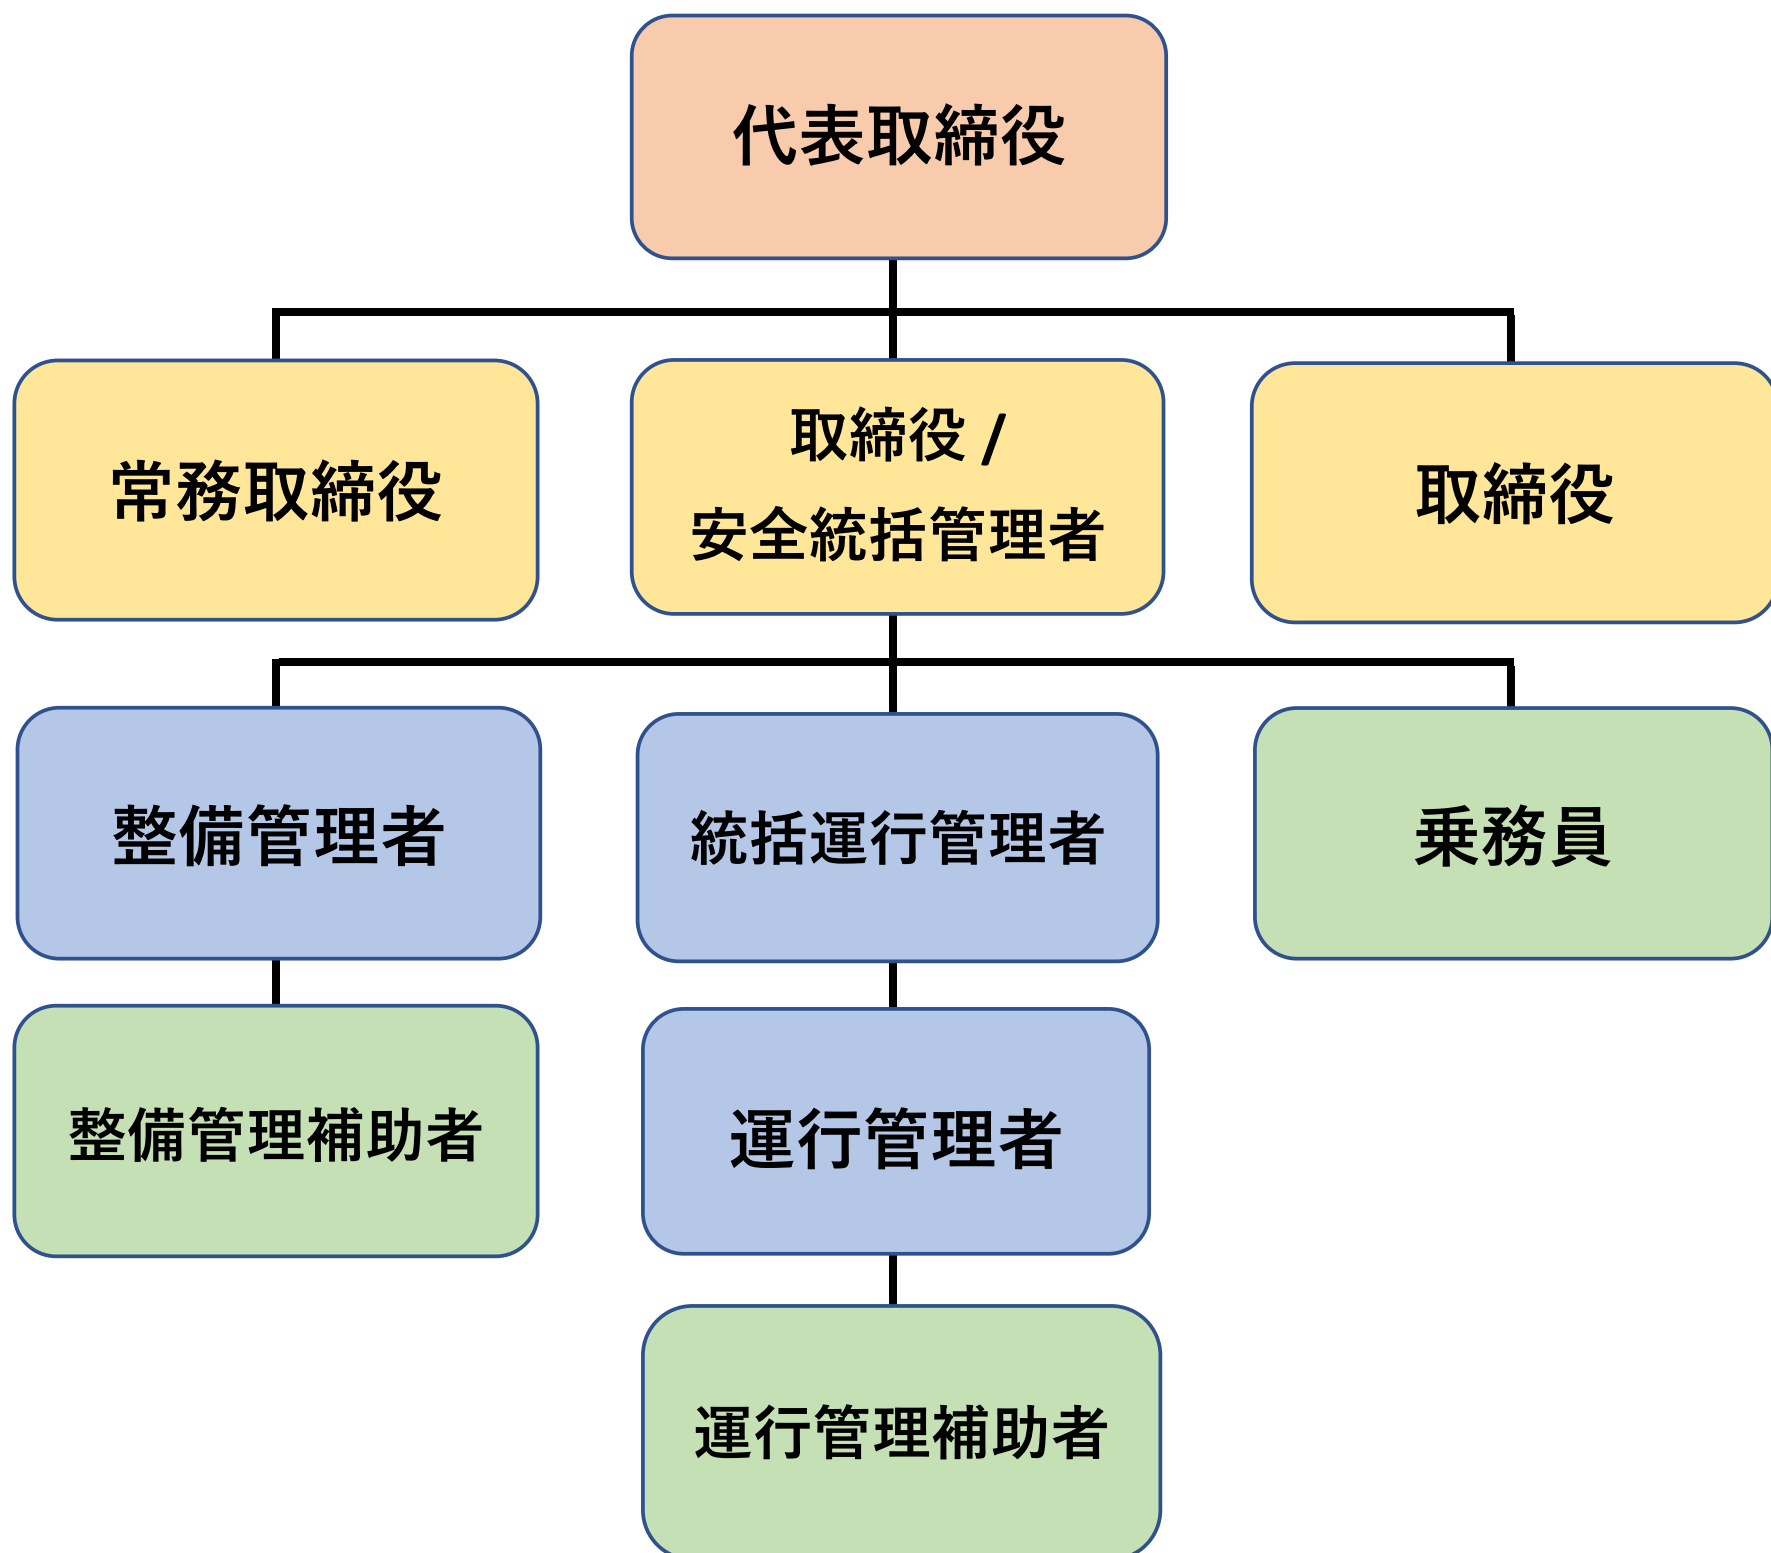 代表取締役
常務取締役
取締役 /
安全統括管理者
取締役
整備管理者
統括運行管理者
乗務員
整備管理補助者
運行管理者
運行管理補助者